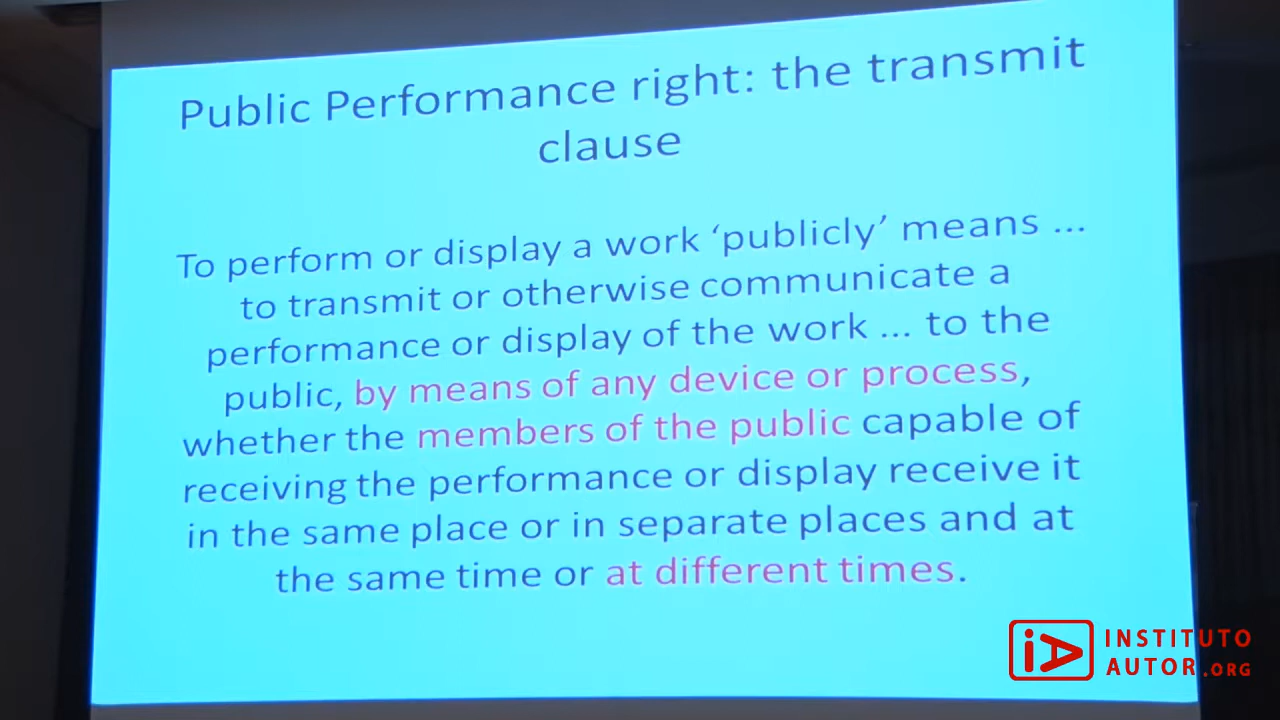 Public Performance right: the transmit
clause
To perform or display a work ‘publicly’ means ...
to transmit or otherwise communicate a
performance or display of the work ... to the
public, by means of any device or process,
whether the members of the public capable of
receiving the performance or display receive it
in the same place or in separate places and at
the same time or at different times.
iA INSTITUTO
AUTOR.ORG